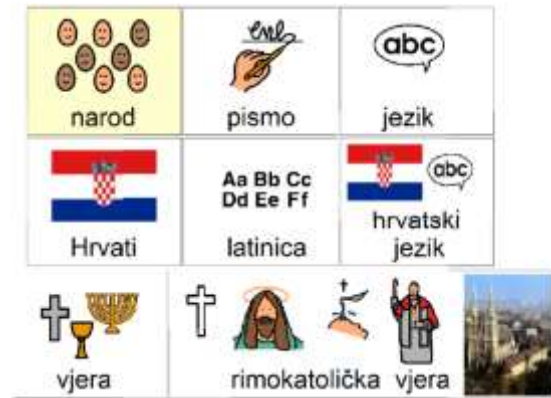 abc
narod pismo jezik
Aa Bb Cc
Dd Ee Ff
abc
Hrvati latinica hrvatski
jezik
vjera rimokatolička vjera